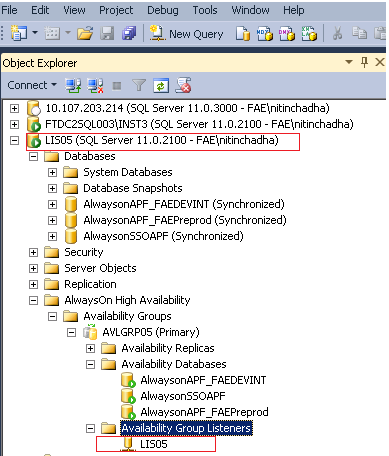 File Edit View Project Debug Tools Window
New Query
Object Explorer
Connect
10.107.203.214 (SQL Server 11.0.3000 - FAE\nitinchadha)
FTDC2SQL003\INST3 (SQL Server 11.0.2100 - FAE\nitinchadha)
LIS05 (SQL Server 11.0.2100 - FAE\nitinchadha)
Databases
System Databases
Database Snapshots
AlwaysonAPF_FAEDEVINT (Synchronized)
AlwaysonAPF_FAEPreprod (Synchronized)
AlwaysonSSOAPF (Synchronized)
Security
Server Objects
Replication
AlwaysOn High Availability
Availability Groups
AVLGRP05 (Primary)
Availability Replicas
Availability Databases
AlwaysonAPF_FAEDEVINT
AlwaysonSSOAPF
AlwaysonAPF_FAEPreprod
Availability Group Listeners
LIS05